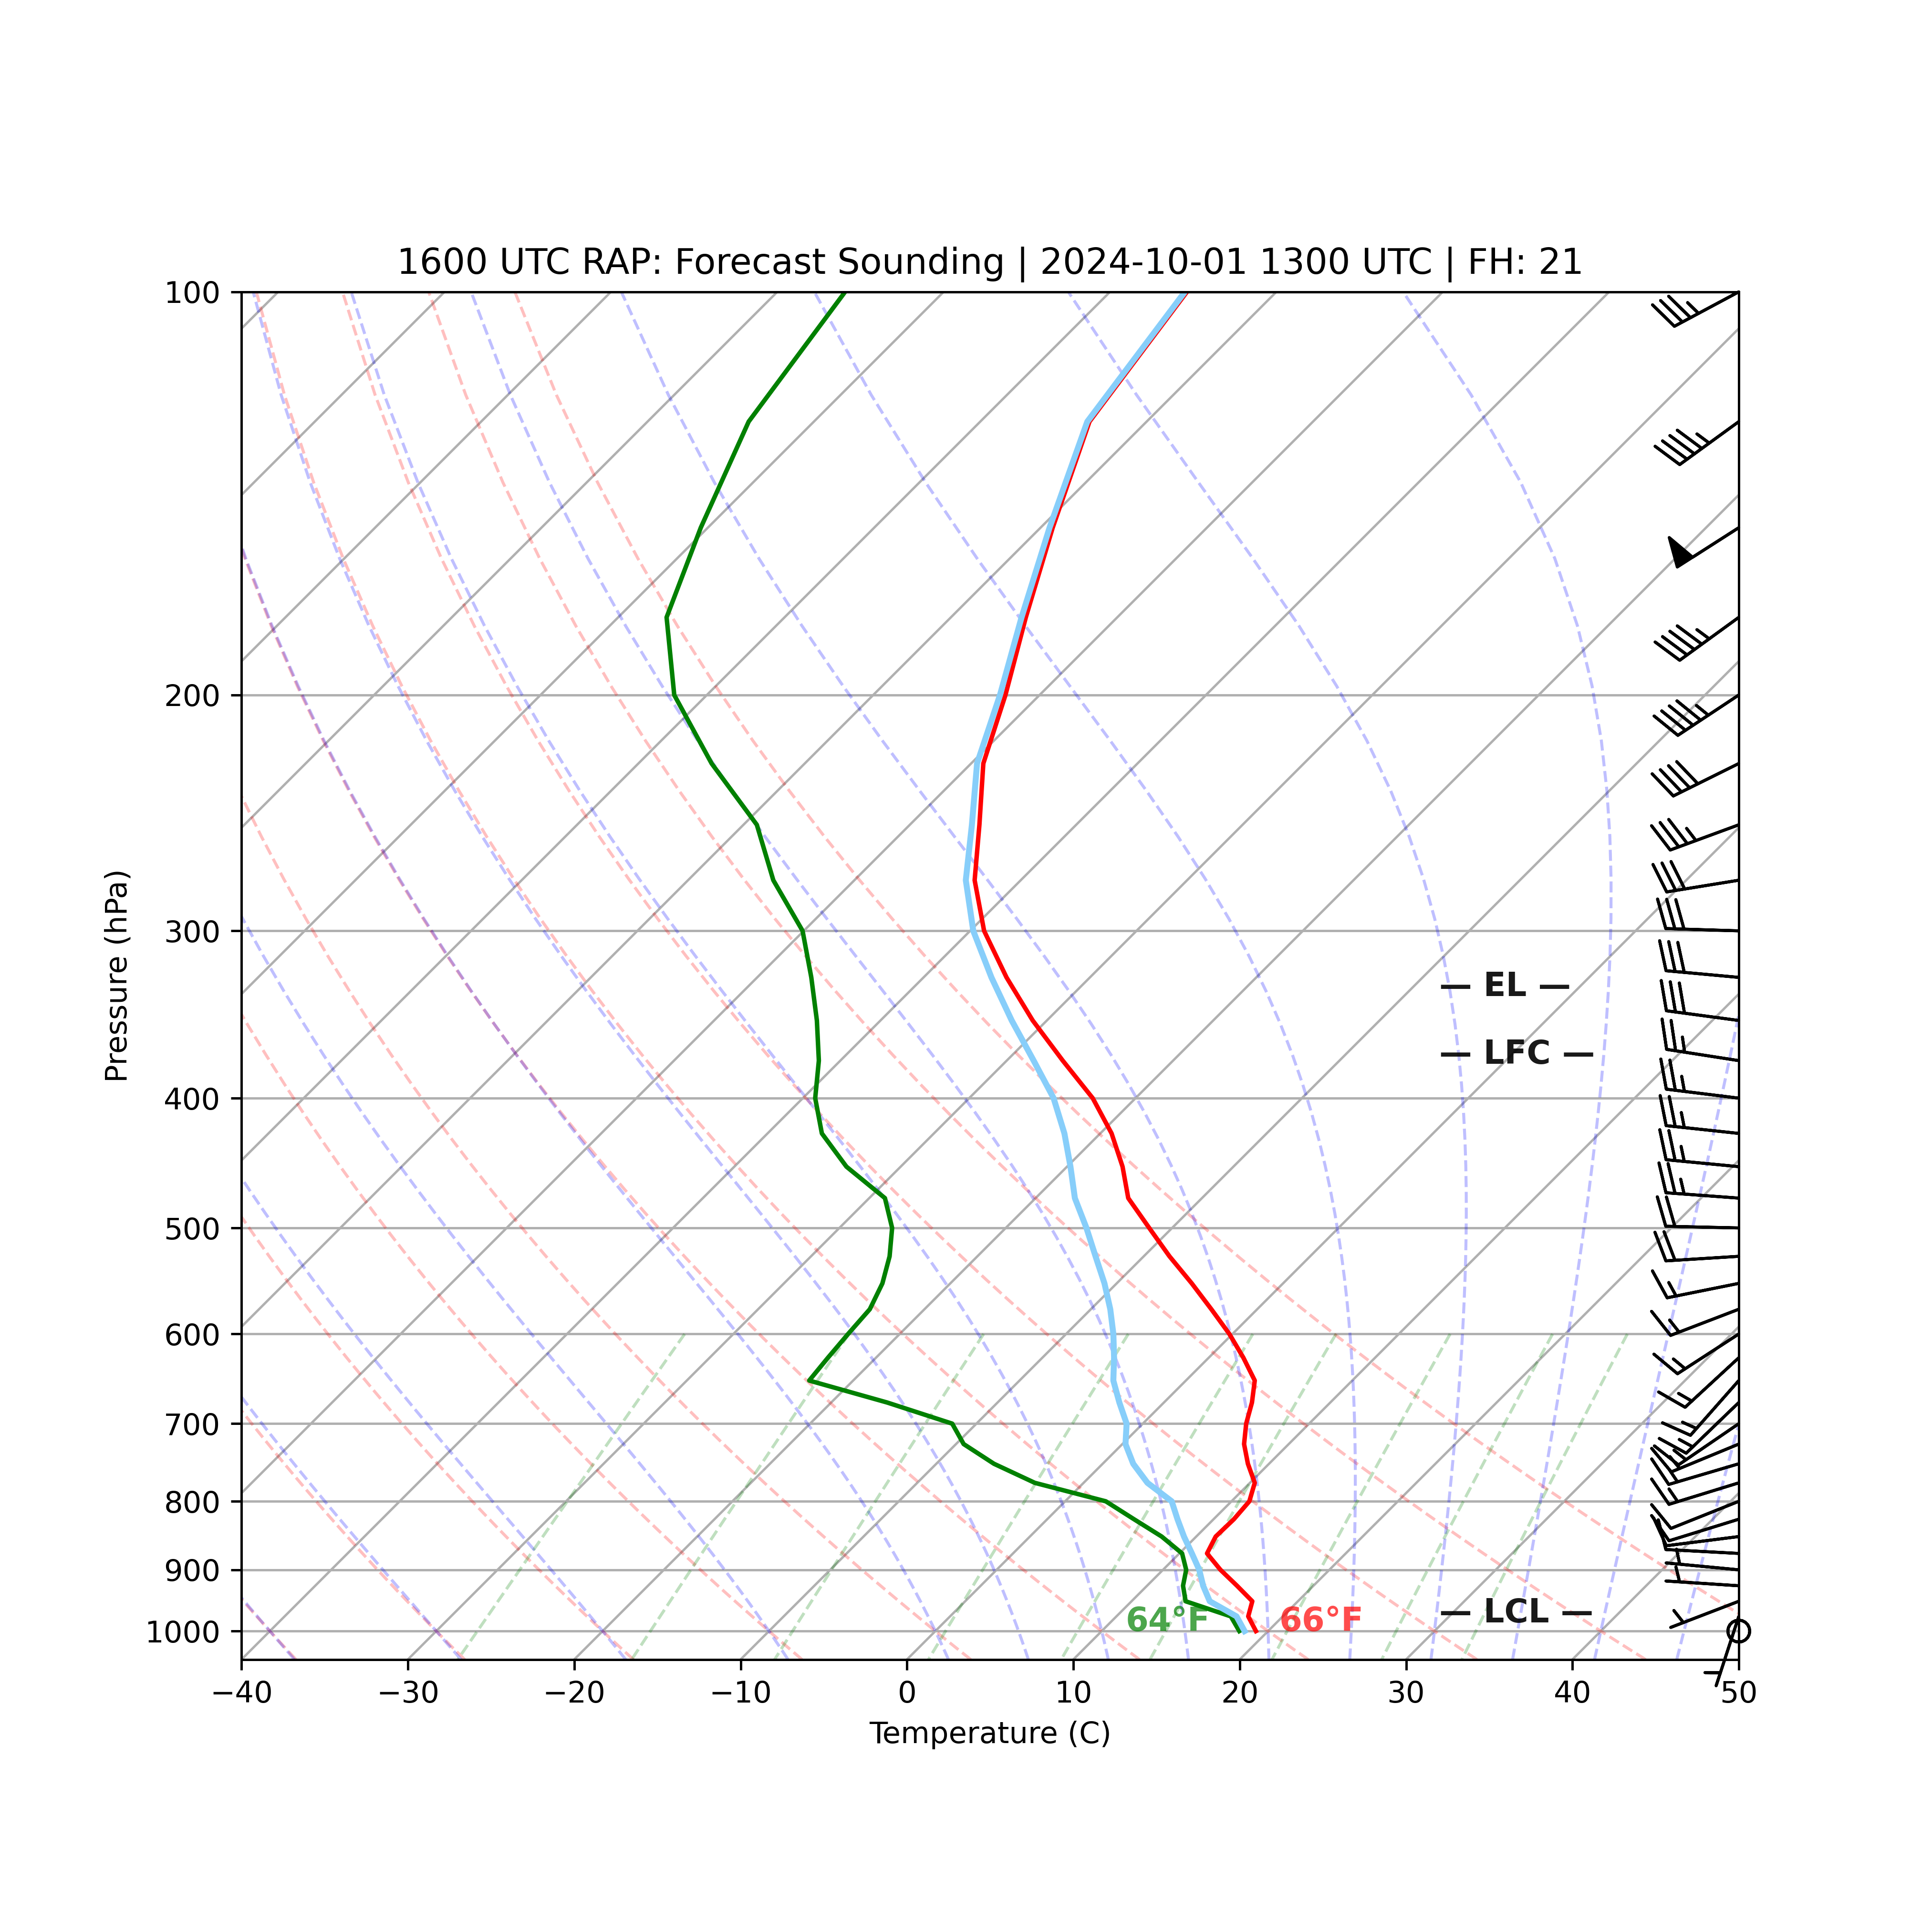 1600 UTC RAP: Forecast Sounding | 2024-10-01 1300 UTC | FH: 21
100
200
300
400
500
600
700
800
900
1000
Pressure (hPa)
— EL —
— LFC —
— LCL —
64°F 66°F
−40 −30 −20 −10 0 10 20 30 40 50
Temperature (C)